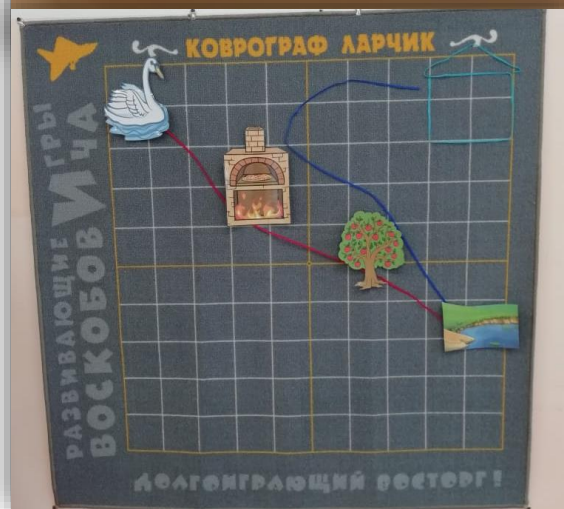 КОВРОГРАФ ЛАРЧИК
РАЗВИВАЮЩИЕ ИГРЫ
ВОСКОБОВИЧА
ДОЛГОИГРАЮЩИЙ ВОСТОРГ!